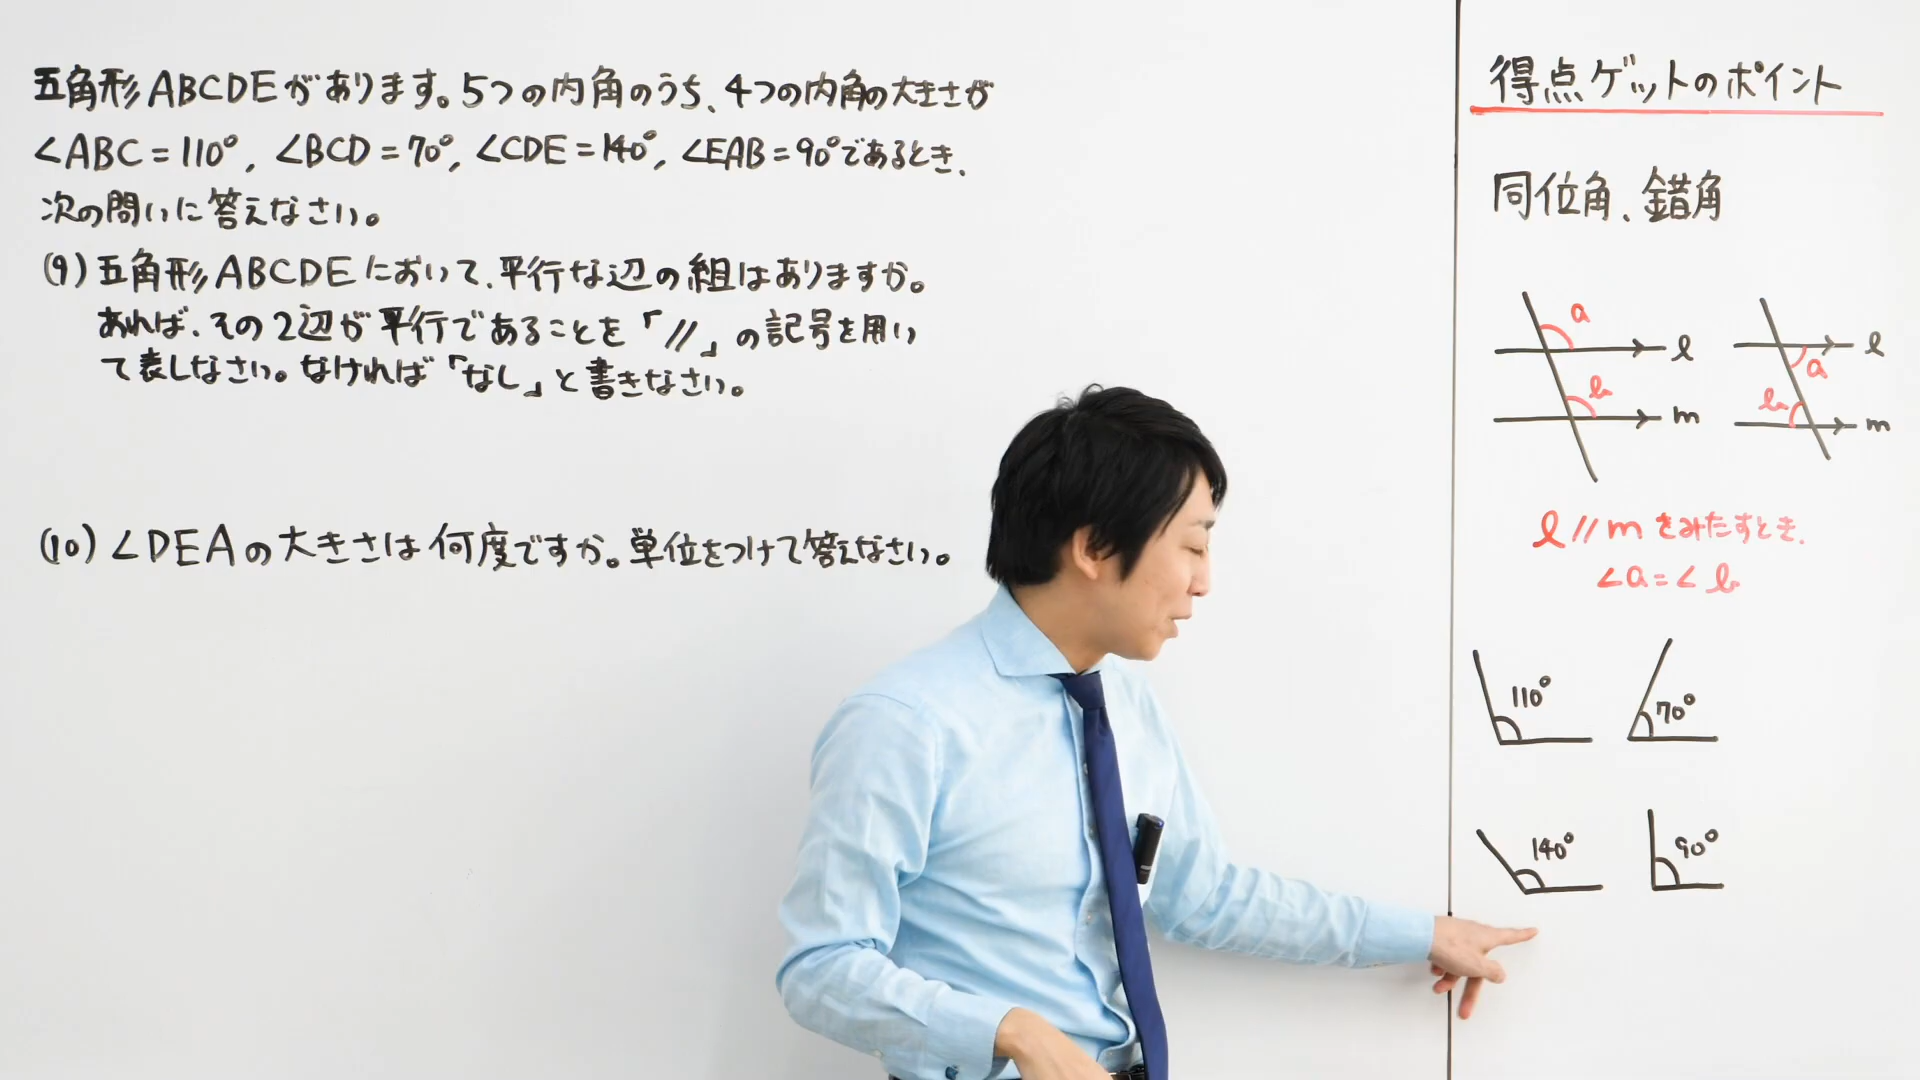 五角形ABCDEがあります。5つの内角のうち、4つの内角の大きさが
∠ABC=110°, ∠BCD=70°, ∠CDE=140°, ∠EAB=90°であるとき、
次の問いに答えなさい。
(9) 五角形ABCDEにおいて、平行な辺の組はありますか。
あれば、その2辺が平行であることを「//」の記号を用い
て表しなさい。なければ「なし」と書きなさい。
(10) ∠DEAの大きさは何度ですか。単位をつけて答えなさい。
得点ゲットのポイント
同位角、錯角
a l
b m
l
a
b m
l//mをみたすとき、
∠a=∠b
110° 70°
140° 90°